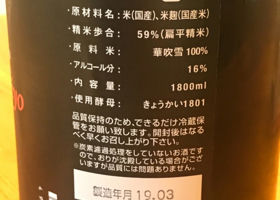 ・原材料名：米(国産)、米麹(国産米)
・精米歩合：59%(扁平精米)
・原料米：華吹雪100%
・アルコール分：16%
・内容量：1800ml
・使用酵母：きょうかい1801
品質保持のため、できるだけ冷蔵保
管をお願い致します。開封後はなるべ
く早くお召し上がり下さい。
※炭素濾過処理をしていないお酒ですの
で、おりが沈殿している場合がござ
いますが品質には問題ありません。
製造年月 19.03